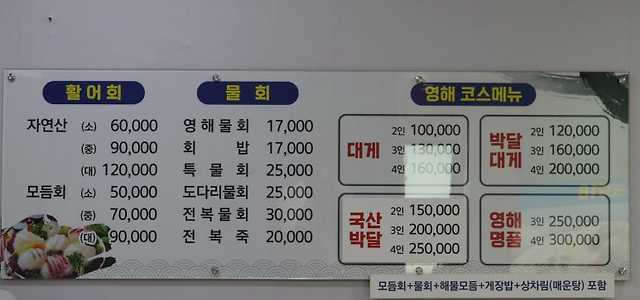 활어회
자연산 (소) 60,000
(중) 90,000
(대) 120,000
모듬회 (소) 50,000
(중) 70,000
(대) 90,000
물 회
영해물회 17,000
회 밥 17,000
특 물 회 25,000
도다리물회 25,000
전복물회 30,000
전 복 죽 20,000
영해 코스메뉴
대게
2인 100,000
3인 130,000
4인 160,000
박달
대게
2인 120,000
3인 160,000
4인 200,000
국산
박달
2인 150,000
3인 200,000
4인 250,000
영해
명품
3인 250,000
4인 300,000
모듬회+물회+해물모듬+게장밥+상차림(매운탕) 포함